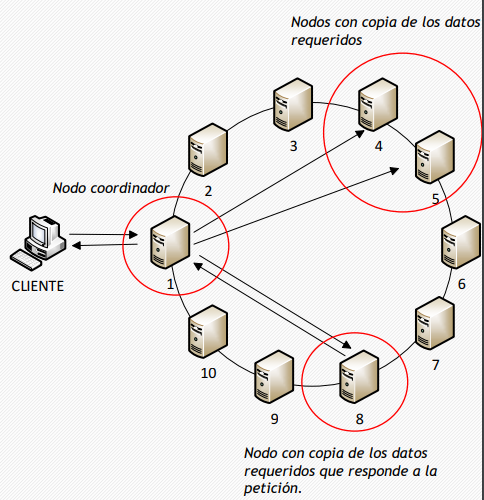 Nodos con copia de los datos
requeridos
3
4
2
5
Nodo coordinador
CLIENTE
1
6
10
7
9
8
Nodo con copia de los datos
requeridos que responde a la
petición.